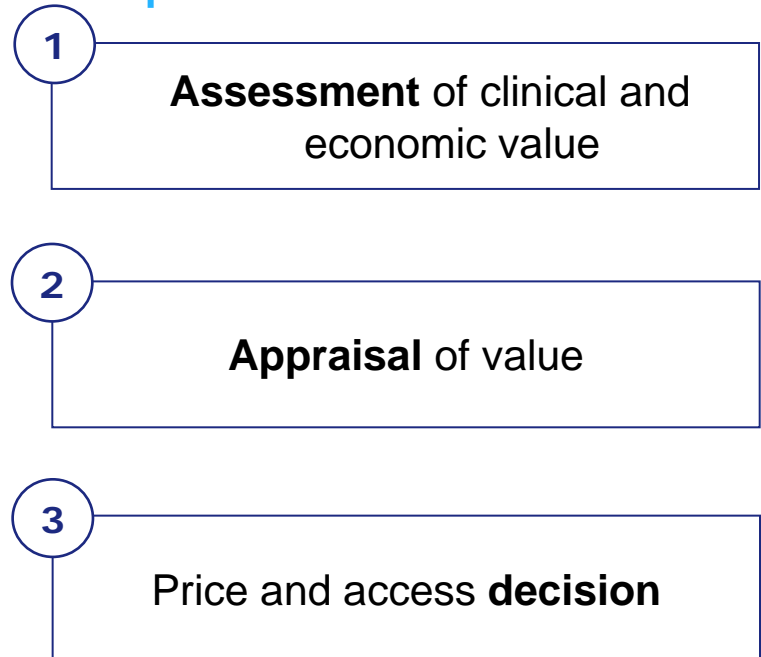 1
Assessment of clinical and
economic value
2
Appraisal of value
3
Price and access decision